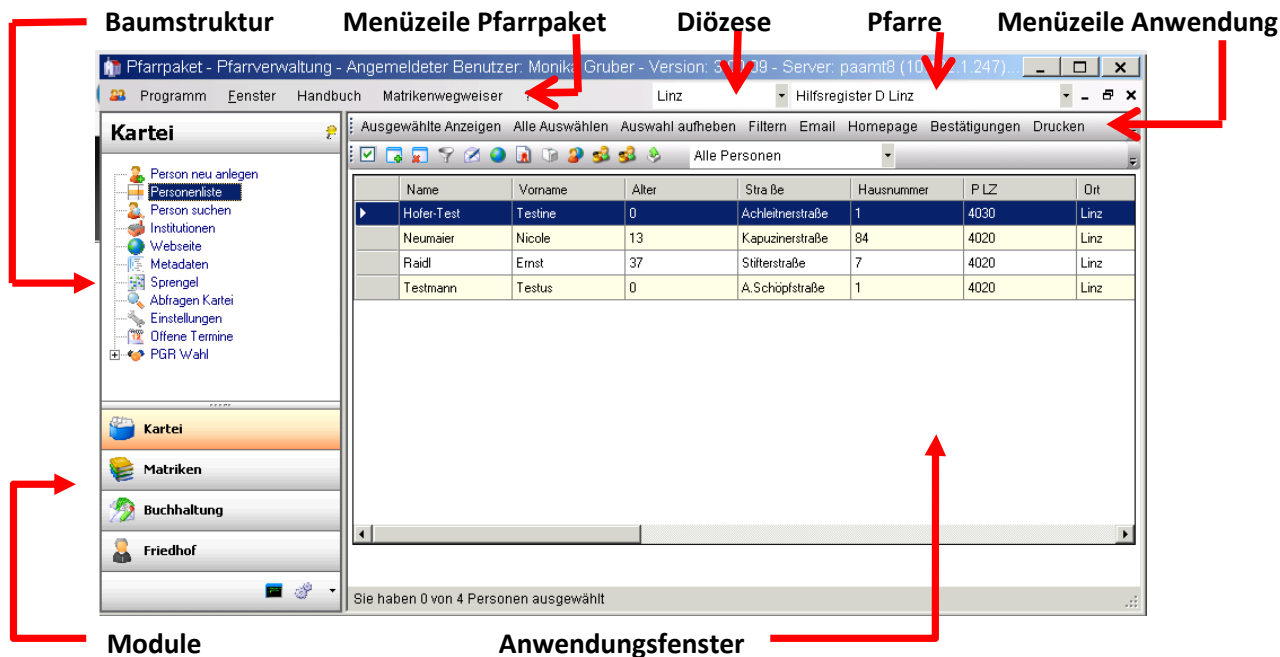 Baumstruktur Menüzeile Pfarrpaket Diözese Pfarre Menüzeile Anwendung
Pfarrpaket - Pfarrverwaltung - Angemeldeter Benutzer: Monika Gruber - Version: - Server: paamt8
Programm Fenster Handbuch Matrikenwegweiser ? Linz Hilfsregister D Linz
Kartei
Ausgewählte Anzeigen Alle Auswählen Auswahl aufheben Filtern Email Homepage Bestätigungen Drucken
Alle Personen
Person neu anlegen
Personenliste
Person suchen
Institutionen
Webseite
Metadaten
Sprengel
Abfragen Kartei
Einstellungen
Offene Termine
PGR Wahl
Name Vorname Alter Straße Hausnummer PLZ Ort
Hofer-Test Testine 0 Achleitnerstraße 1 4030 Linz
Neumaier Nicole 13 Kapuzinerstraße 84 4020 Linz
Raidl Ernst 37 Stifterstraße 7 4020 Linz
Testmann Testus 0 A.Schöpfstraße 1 4020 Linz
Kartei
Matriken
Buchhaltung
Friedhof
Sie haben 0 von 4 Personen ausgewählt
Module Anwendungsfenster